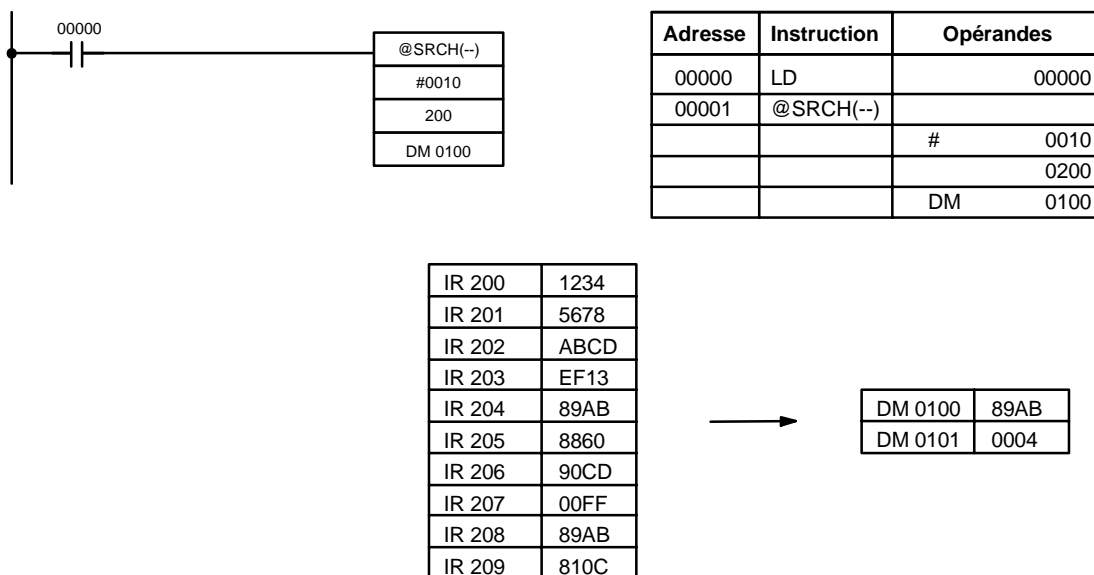 00000
@SRCH(--)
#0010
200
DM 0100
Adresse Instruction Opérandes
00000 LD 00000
00001 @SRCH(--)
# 0010
0200
DM 0100
IR 200 1234
IR 201 5678
IR 202 ABCD
IR 203 EF13
IR 204 89AB
IR 205 8860
IR 206 90CD
IR 207 00FF
IR 208 89AB
IR 209 810C
DM 0100 89AB
DM 0101 0004